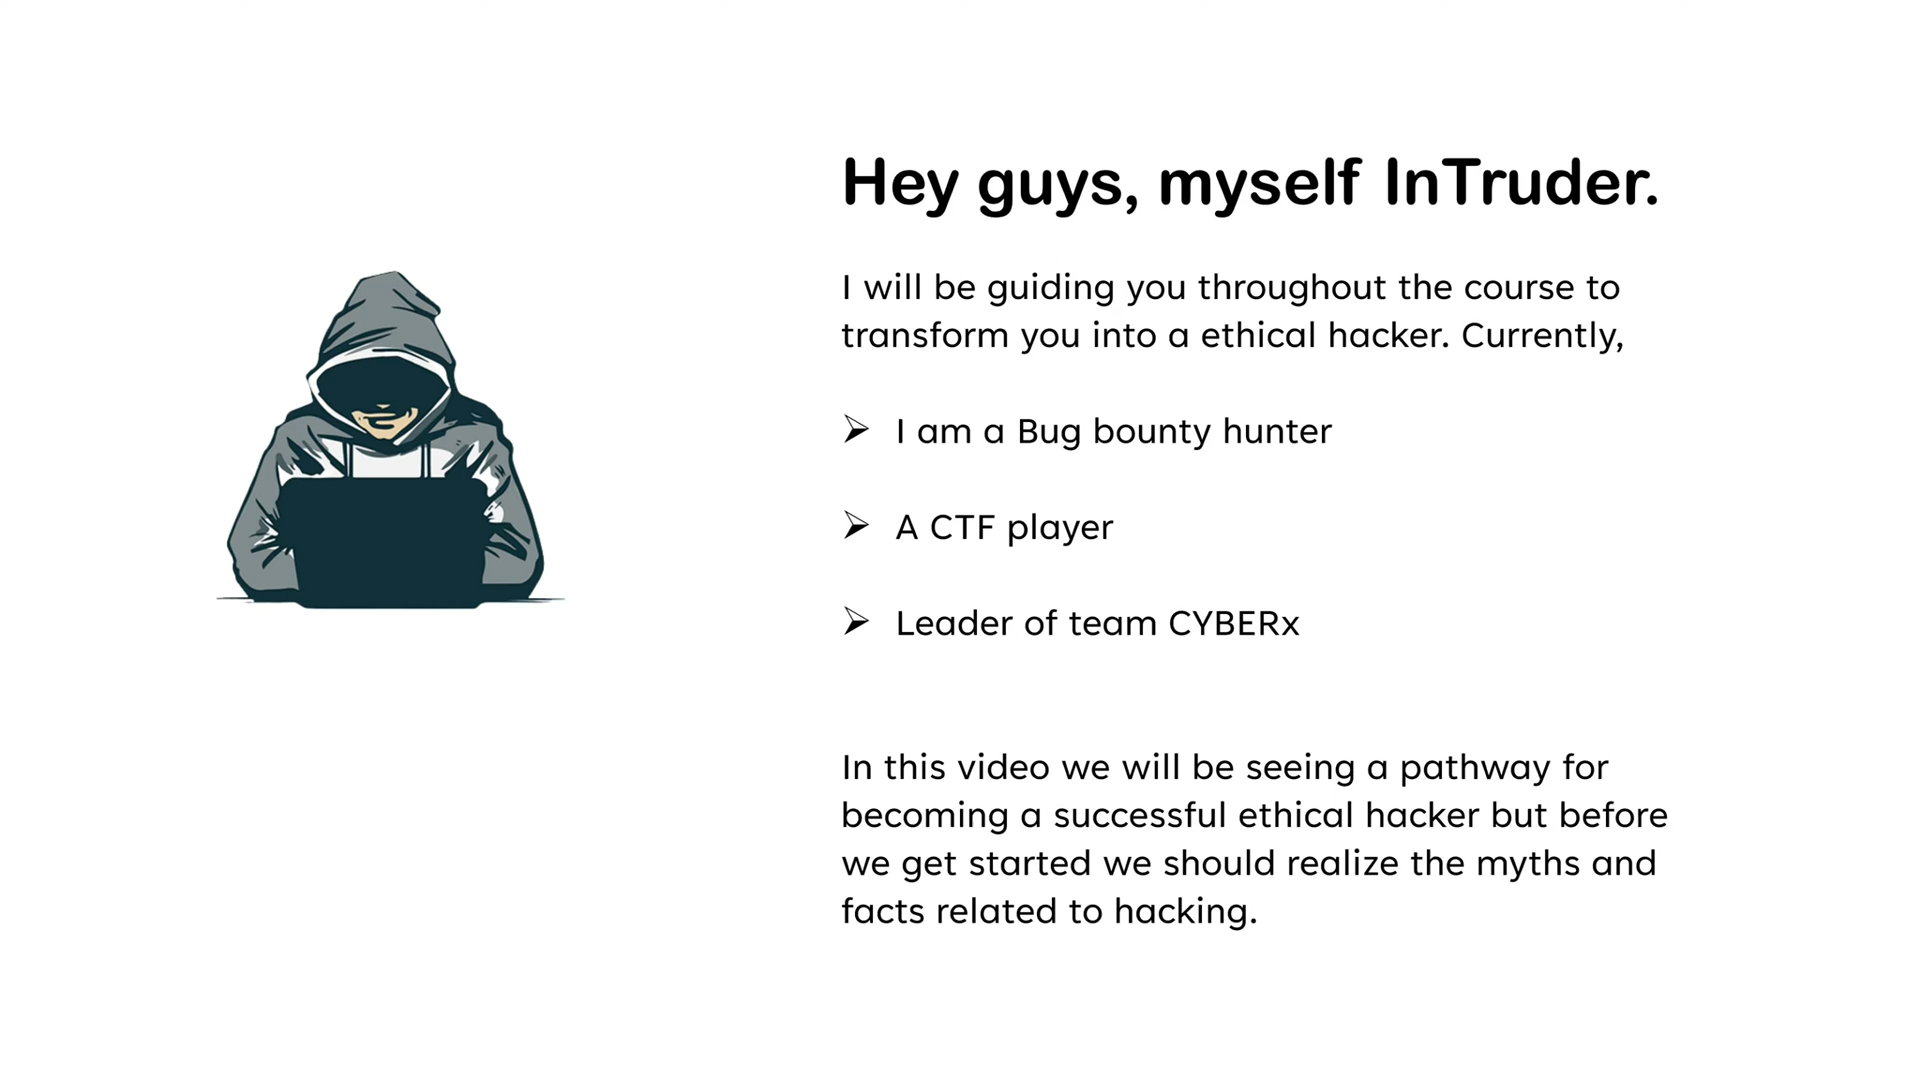 Hey guys, myself InTruder.
I will be guiding you throughout the course to
transform you into a ethical hacker. Currently,
➢ I am a Bug bounty hunter
➢ A CTF player
➢ Leader of team CYBERx
In this video we will be seeing a pathway for
becoming a successful ethical hacker but before
we get started we should realize the myths and
facts related to hacking.